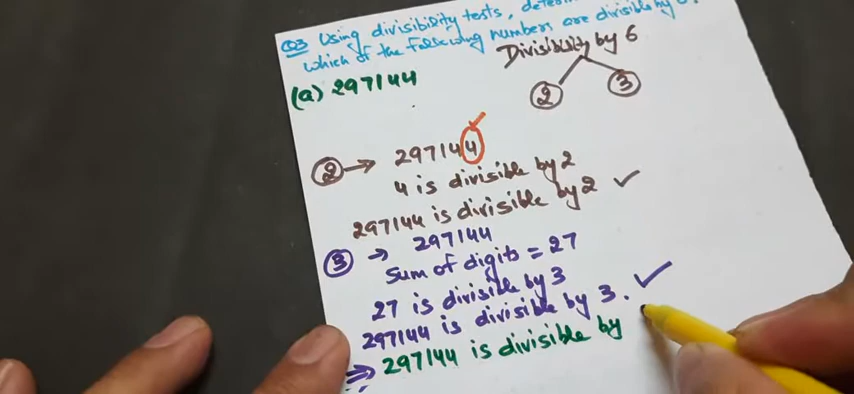 Q3 Using divisibility tests, determ
which of the following numbers are divisible by 6.
Divisibility by 6
(a) 297144
2 3
2 → 297144
4 is divisible by 2
297144 is divisible by 2 ✓
3 → 297144
Sum of digits = 27
27 is divisible by 3
297144 is divisible by 3. ✓
⇒ 297144 is divisible by